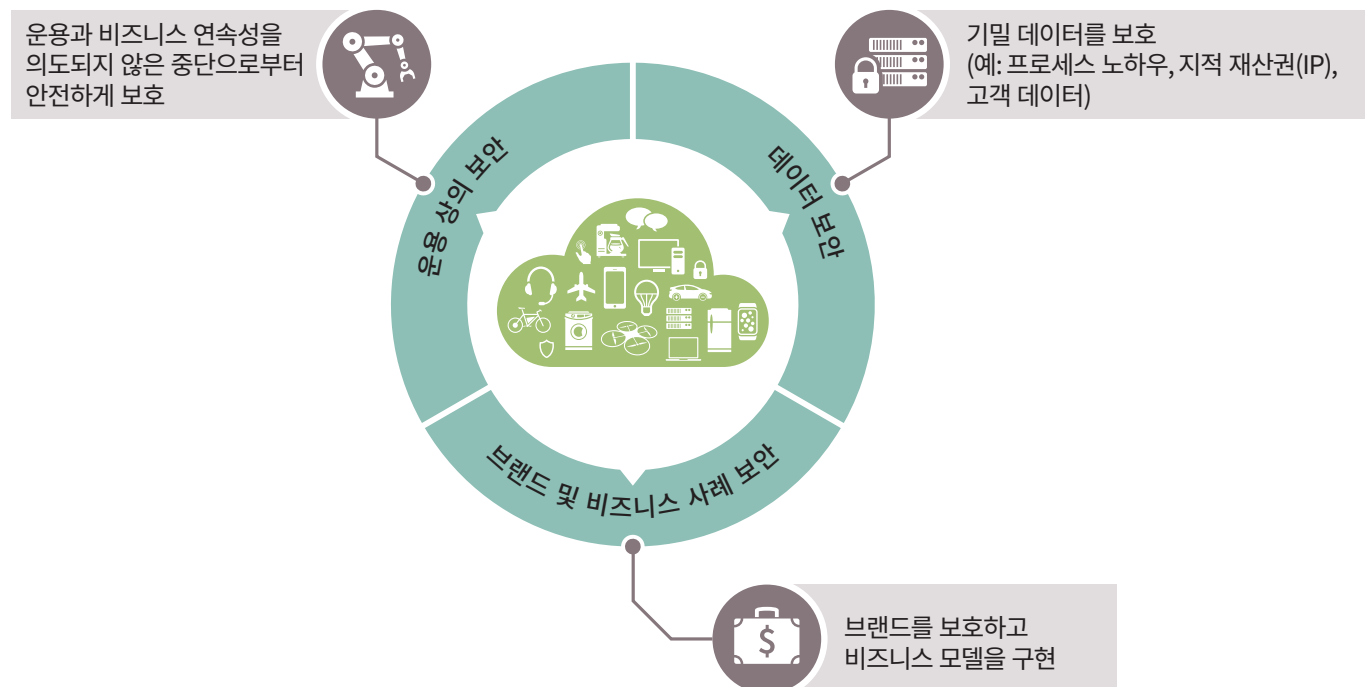 운용과 비즈니스 연속성을
의도되지 않은 중단으로부터
안전하게 보호
기밀 데이터를 보호
(예: 프로세스 노하우, 지적 재산권(IP),
고객 데이터)
운용 상의 보안
데이터 보안
브랜드 및 비즈니스 사례 보안
$
브랜드를 보호하고
비즈니스 모델을 구현